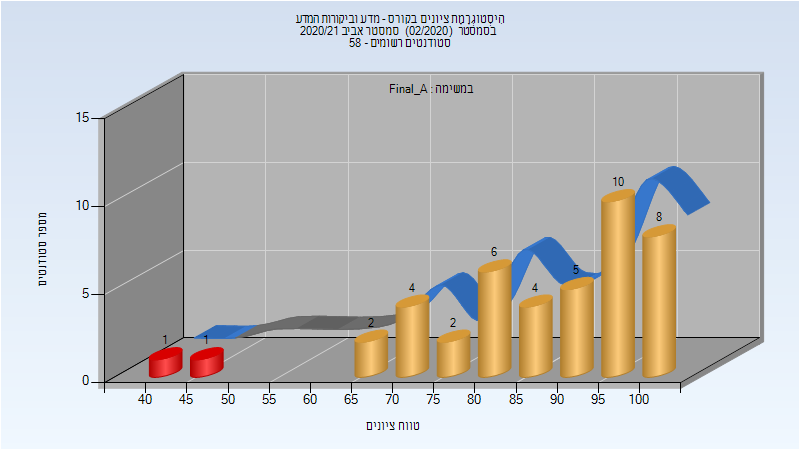 היסטוגרמת ציונים בקורס - מדע וביקורות המדע
בסמסטר (02/2020) סמסטר אביב 2020/21
סטודנטים רשומים - 58
במשימה : Final_A
מספר סטודנטים
15
10
5
0
1
1
2
4
2
6
4
5
10
8
40 45 50 55 60 65 70 75 80 85 90 95 100
טווח ציונים